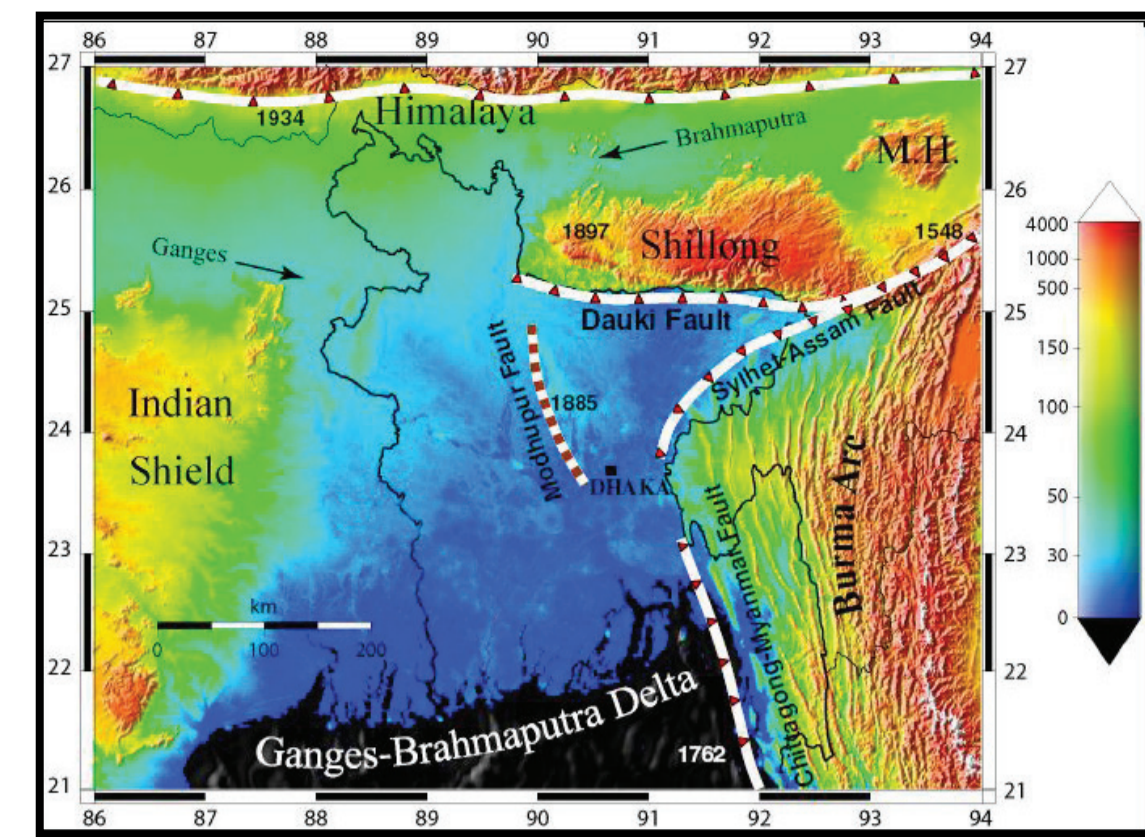 86 87 88 89 90 91 92 93 94
27 27
1934
Himalaya
Brahmaputra
M.H.
26 26
1897
Shillong
1548
Ganges
25 25
Dauki Fault
Sylhet-Assam Fault
Modhupur Fault
1885
Indian
Shield
24 24
DHAKA
Chittagong-Myanmar Fault
Burma Arc
23 23
km
0 100 200
22 22
Ganges-Brahmaputra Delta
1762
21 21
86 87 88 89 90 91 92 93 94
4000
1000
500
150
100
50
30
0